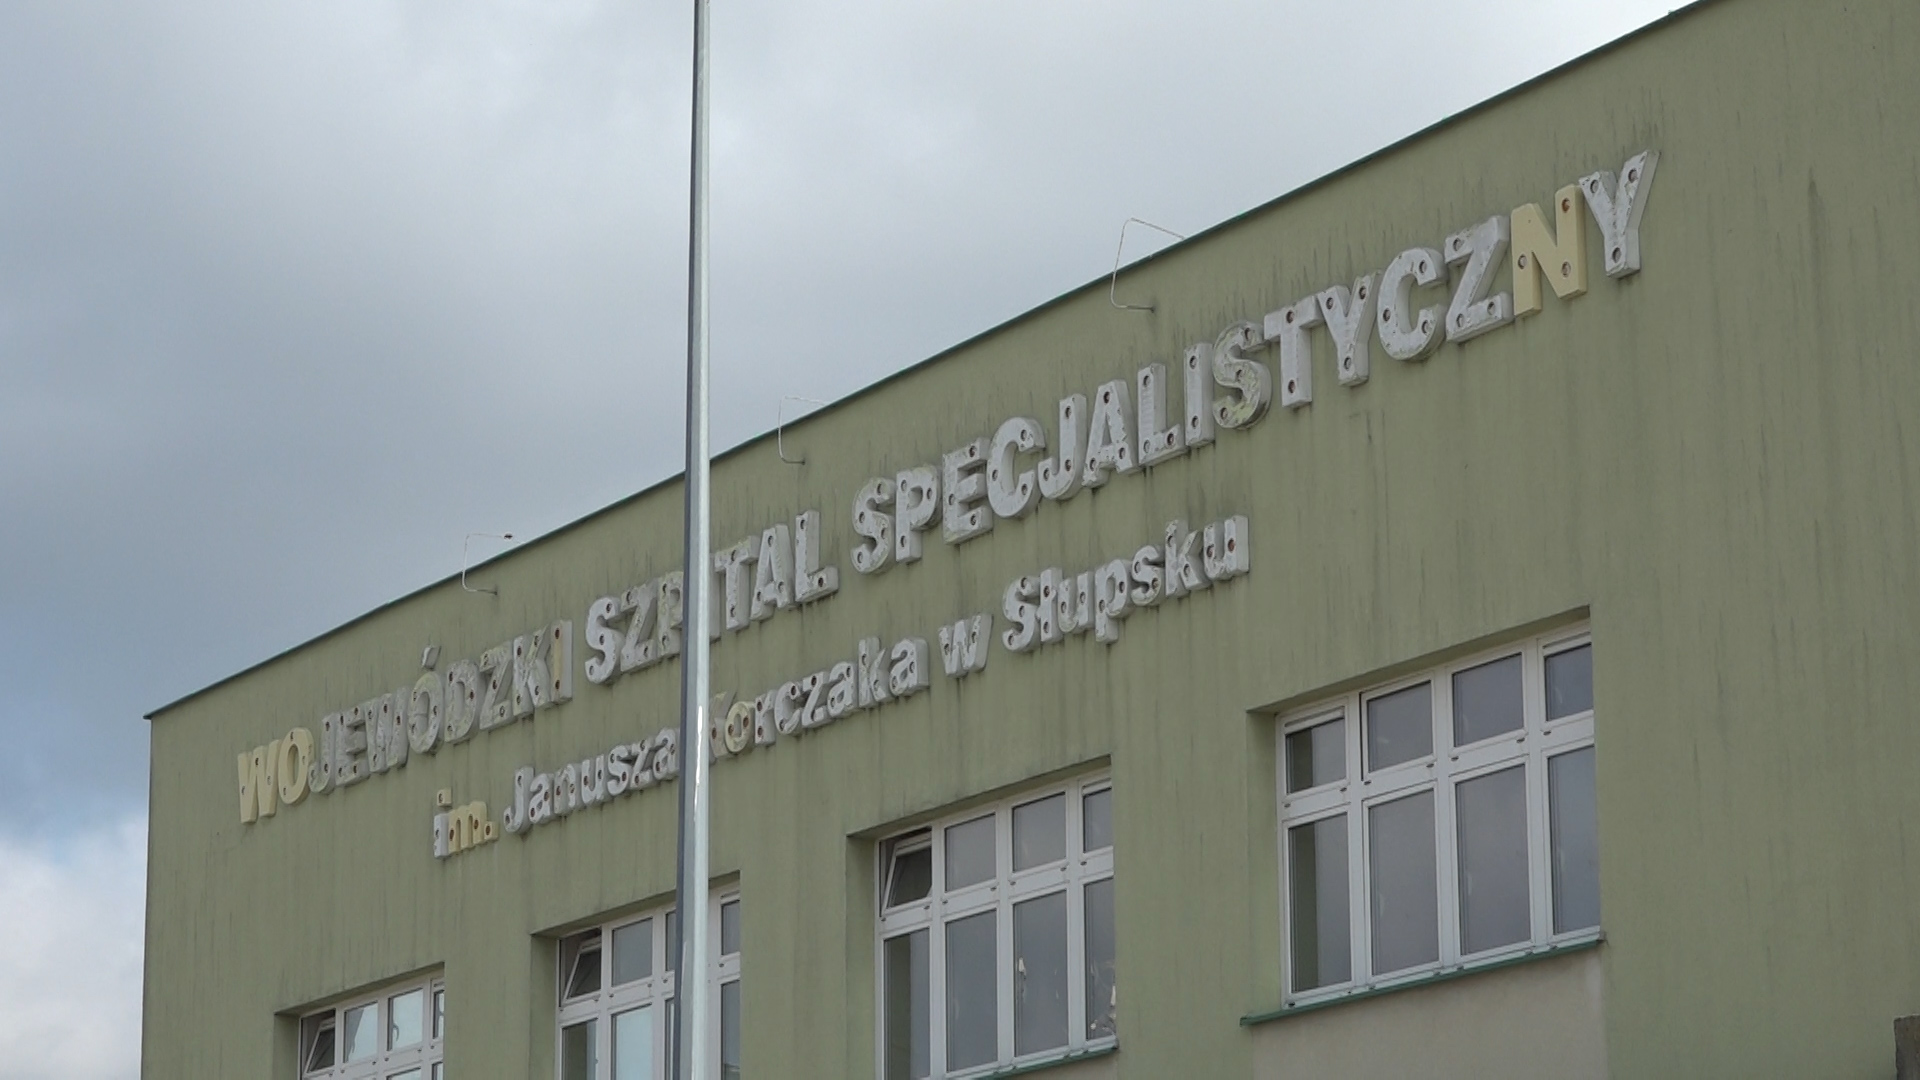 WOJEWÓDZKI SZPITAL SPECJALISTYCZNY
im. Janusza Korczaka w Słupsku